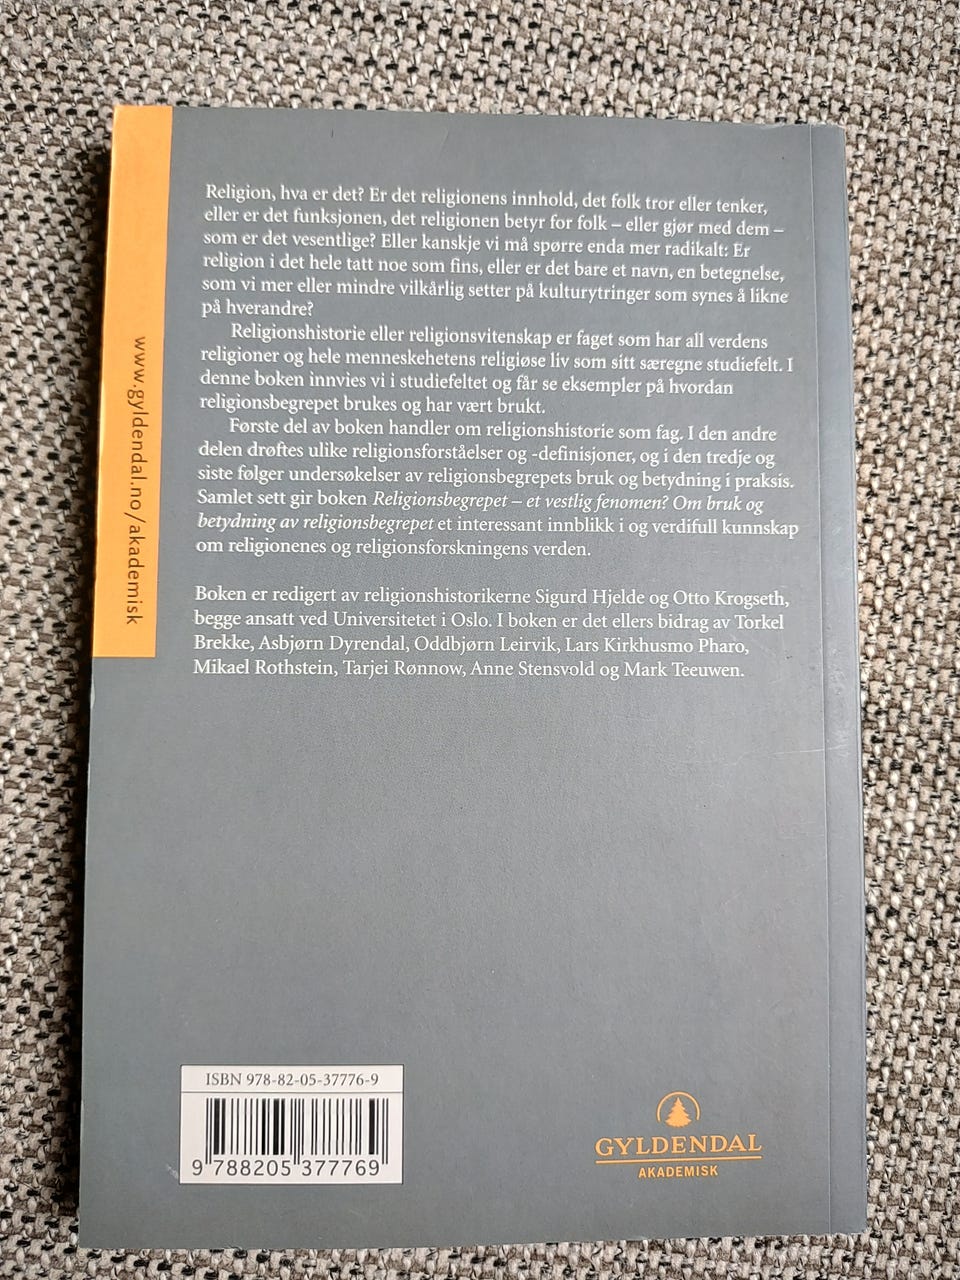 Religion, hva er det? Er det religionens innhold, det folk tror eller tenker,
eller er det funksjonen, det religionen betyr for folk – eller gjør med dem –
som er det vesentlige? Eller kanskje vi må spørre enda mer radikalt: Er
religion i det hele tatt noe som fins, eller er det bare et navn, en betegnelse,
som vi mer eller mindre vilkårlig setter på kulturytringer som synes å likne
på hverandre?
Religionshistorie eller religionsvitenskap er faget som har all verdens
religioner og hele menneskehetens religiøse liv som sitt særegne studiefelt. I
denne boken innvies vi i studiefeltet og får se eksempler på hvordan
religionsbegrepet brukes og har vært brukt.
Første del av boken handler om religionshistorie som fag. I den andre
delen drøftes ulike religionsforståelser og -definisjoner, og i den tredje og
siste følger undersøkelser av religionsbegrepets bruk og betydning i praksis.
Samlet sett gir boken Religionsbegrepet – et vestlig fenomen? Om bruk og
betydning av religionsbegrepet et interessant innblikk i og verdifull kunnskap
om religionenes og religionsforskningens verden.
Boken er redigert av religionshistorikerne Sigurd Hjelde og Otto Krogseth,
begge ansatt ved Universitetet i Oslo. I boken er det ellers bidrag av Torkel
Brekke, Asbjørn Dyrendal, Oddbjørn Leirvik, Lars Kirkhusmo Pharo,
Mikael Rothstein, Tarjei Rønnow, Anne Stensvold og Mark Teeuwen.
www.gyldendal.no/akademisk
ISBN 978-82-05-37776-9
9 788205 377769
GYLDENDAL
AKADEMISK